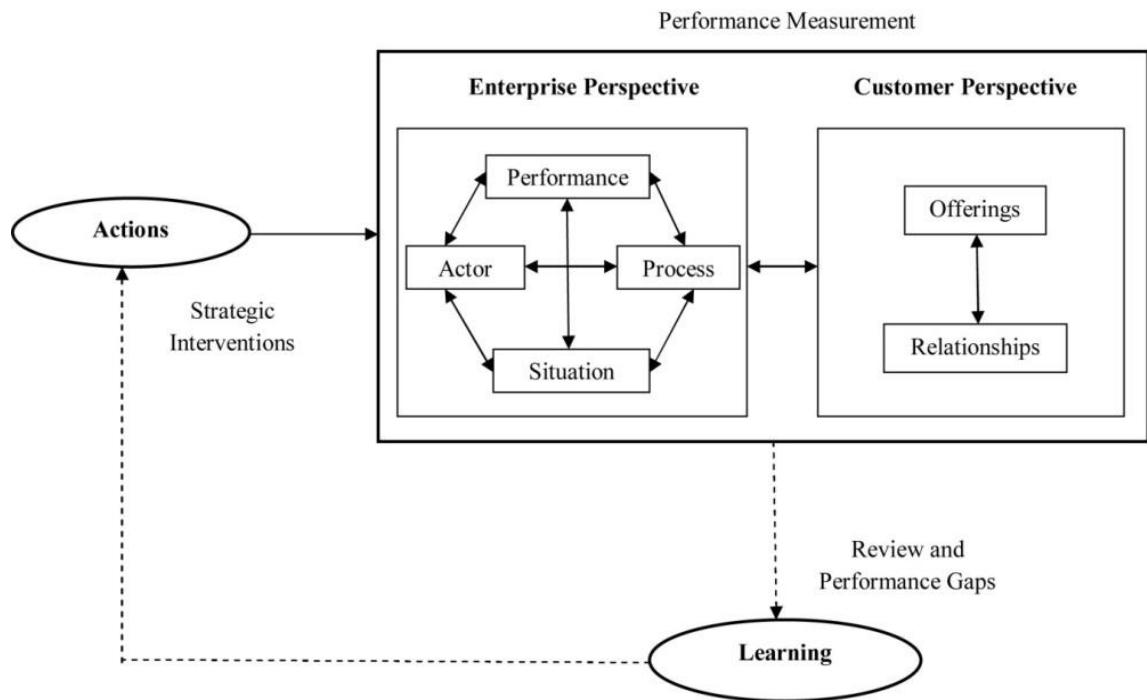 Performance Measurement
Enterprise Perspective
Customer Perspective
Performance
Offerings
Actions
Actor
Process
Strategic
Interventions
Situation
Relationships
Review and
Performance Gaps
Learning